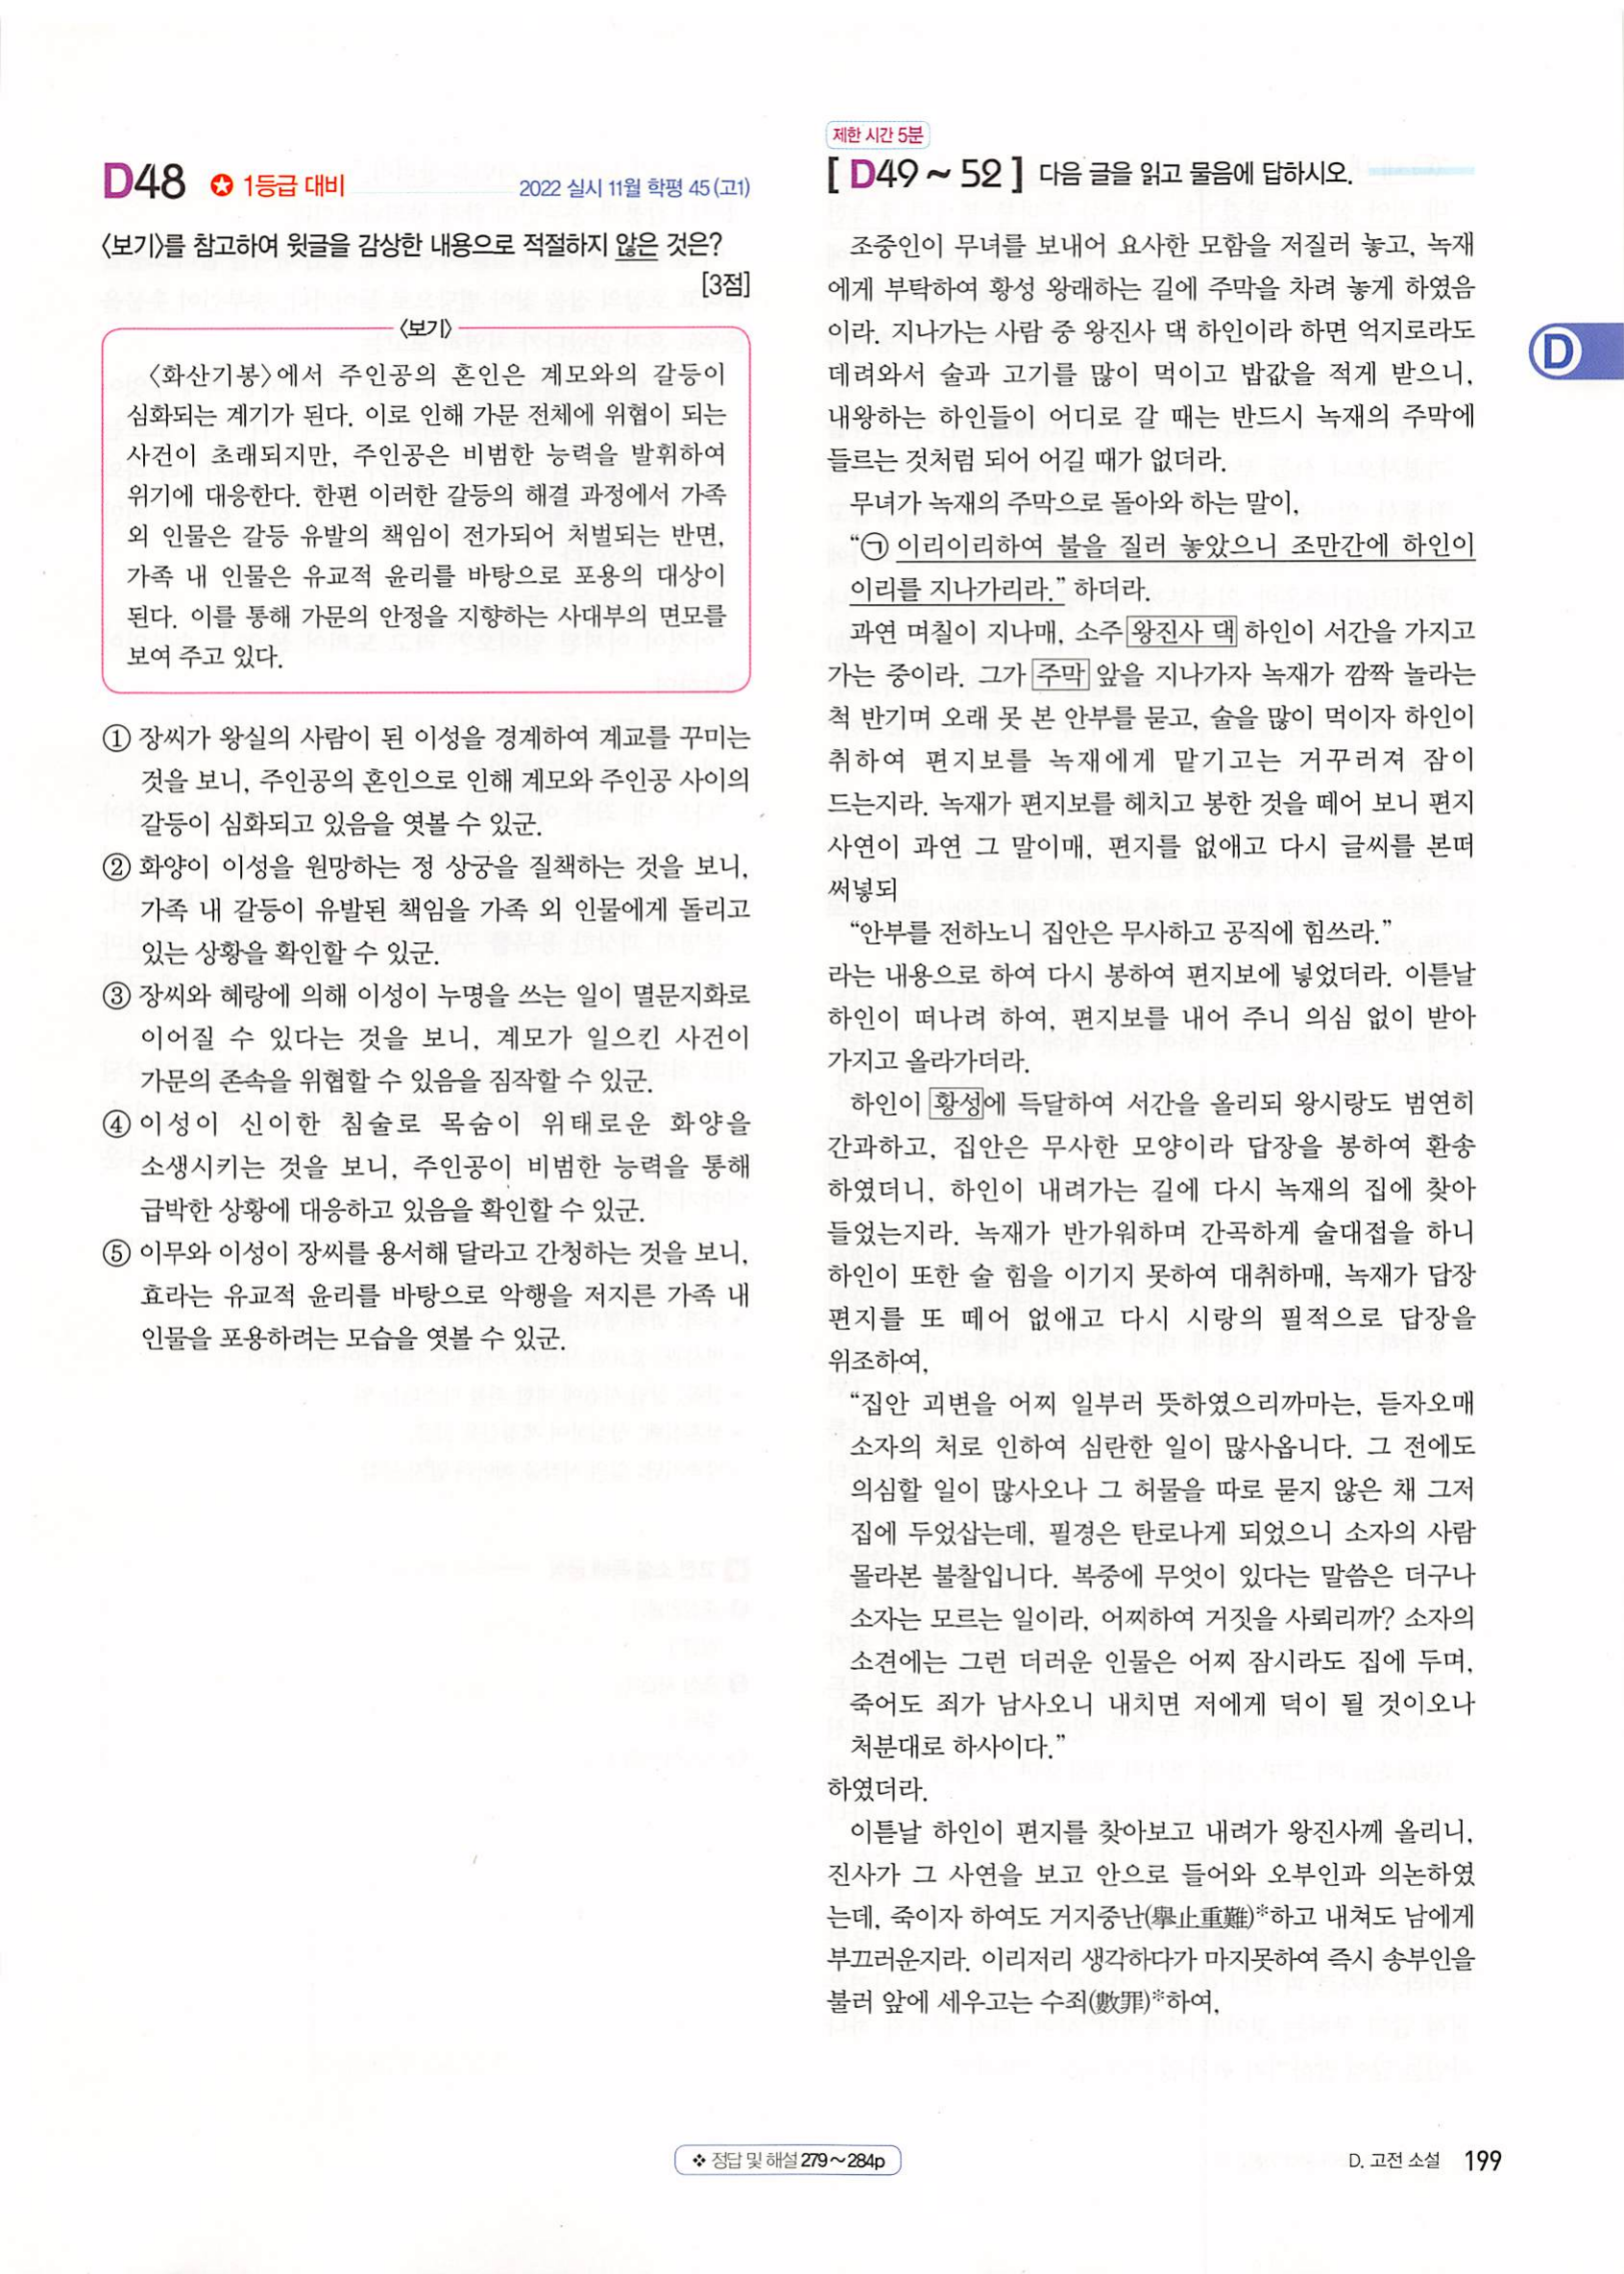 D48 ✪ 1등급 대비 2022 실시 11월 학평 45 (고1)
〈보기〉를 참고하여 윗글을 감상한 내용으로 적절하지 않은 것은?
[3점]
〈보기〉
〈화산기봉〉에서 주인공의 혼인은 계모와의 갈등이
심화되는 계기가 된다. 이로 인해 가문 전체에 위협이 되는
사건이 초래되지만, 주인공은 비범한 능력을 발휘하여
위기에 대응한다. 한편 이러한 갈등의 해결 과정에서 가족
외 인물은 갈등 유발의 책임이 전가되어 처벌되는 반면,
가족 내 인물은 유교적 윤리를 바탕으로 포용의 대상이
된다. 이를 통해 가문의 안정을 지향하는 사대부의 면모를
보여 주고 있다.
① 장씨가 왕실의 사람이 된 이성을 경계하여 계교를 꾸미는
것을 보니, 주인공의 혼인으로 인해 계모와 주인공 사이의
갈등이 심화되고 있음을 엿볼 수 있군.
② 화양이 이성을 원망하는 정 상궁을 질책하는 것을 보니,
가족 내 갈등이 유발된 책임을 가족 외 인물에게 돌리고
있는 상황을 확인할 수 있군.
③ 장씨와 혜랑에 의해 이성이 누명을 쓰는 일이 멸문지화로
이어질 수 있다는 것을 보니, 계모가 일으킨 사건이
가문의 존속을 위협할 수 있음을 짐작할 수 있군.
④ 이성이 신이한 침술로 목숨이 위태로운 화양을
소생시키는 것을 보니, 주인공이 비범한 능력을 통해
급박한 상황에 대응하고 있음을 확인할 수 있군.
⑤ 이무와 이성이 장씨를 용서해 달라고 간청하는 것을 보니,
효라는 유교적 윤리를 바탕으로 악행을 저지른 가족 내
인물을 포용하려는 모습을 엿볼 수 있군.
제한 시간 5분
[ D49 ~ 52 ] 다음 글을 읽고 물음에 답하시오.
조중인이 무녀를 보내어 요사한 모함을 저질러 놓고, 녹재
에게 부탁하여 황성 왕래하는 길에 주막을 차려 놓게 하였음
이라. 지나가는 사람 중 왕진사 댁 하인이라 하면 억지로라도
데려와서 술과 고기를 많이 먹이고 밥값을 적게 받으니,
내왕하는 하인들이 어디로 갈 때는 반드시 녹재의 주막에
들르는 것처럼 되어 어길 때가 없더라.
무녀가 녹재의 주막으로 돌아와 하는 말이,
“㉠ 이리이리하여 불을 질러 놓았으니 조만간에 하인이
이리를 지나가리라.” 하더라.
과연 며칠이 지나매, 소주 왕진사 댁 하인이 서간을 가지고
가는 중이라. 그가 주막 앞을 지나가자 녹재가 깜짝 놀라는
척 반기며 오래 못 본 안부를 묻고, 술을 많이 먹이자 하인이
취하여 편지보를 녹재에게 맡기고는 거꾸러져 잠이
드는지라. 녹재가 편지보를 헤치고 봉한 것을 떼어 보니 편지
사연이 과연 그 말이매, 편지를 없애고 다시 글씨를 본떠
써넣되
“안부를 전하노니 집안은 무사하고 공직에 힘쓰라.”
라는 내용으로 하여 다시 봉하여 편지보에 넣었더라. 이튿날
하인이 떠나려 하여, 편지보를 내어 주니 의심 없이 받아
가지고 올라가더라.
하인이 황성에 득달하여 서간을 올리되 왕시랑도 범연히
간과하고, 집안은 무사한 모양이라 답장을 봉하여 환송
하였더니, 하인이 내려가는 길에 다시 녹재의 집에 찾아
들었는지라. 녹재가 반가워하며 간곡하게 술대접을 하니
하인이 또한 술 힘을 이기지 못하여 대취하매, 녹재가 답장
편지를 또 떼어 없애고 다시 시랑의 필적으로 답장을
위조하여,
“집안 괴변을 어찌 일부러 뜻하였으리까마는, 듣자오매
소자의 처로 인하여 심란한 일이 많사옵니다. 그 전에도
의심할 일이 많사오나 그 허물을 따로 묻지 않은 채 그저
집에 두었삽는데, 필경은 탄로나게 되었으니 소자의 사람
몰라본 불찰입니다. 복중에 무엇이 있다는 말씀은 더구나
소자는 모르는 일이라, 어찌하여 거짓을 사뢰리까? 소자의
소견에는 그런 더러운 인물은 어찌 잠시라도 집에 두며,
죽어도 죄가 남사오니 내치면 저에게 덕이 될 것이오나
처분대로 하사이다.”
하였더라.
이튿날 하인이 편지를 찾아보고 내려가 왕진사께 올리니,
진사가 그 사연을 보고 안으로 들어와 오부인과 의논하였
는데, 죽이자 하여도 거지중난(擧止重難)*하고 내쳐도 남에게
부끄러운지라. 이리저리 생각하다가 마지못하여 즉시 송부인을
불러 앞에 세우고는 수죄(數罪)*하여,
D
❖ 정답 및 해설 279~284p
D. 고전 소설 199